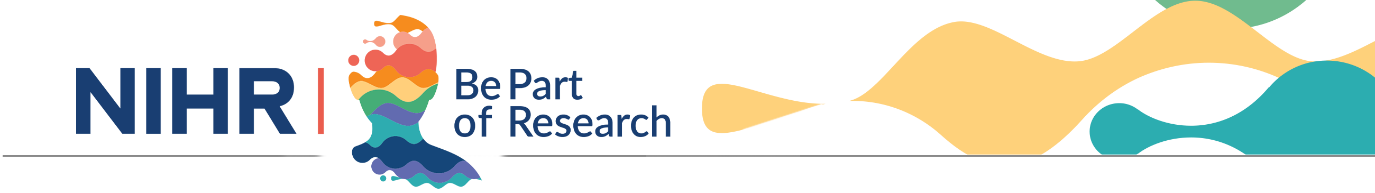 NIHR
Be Part
of Research